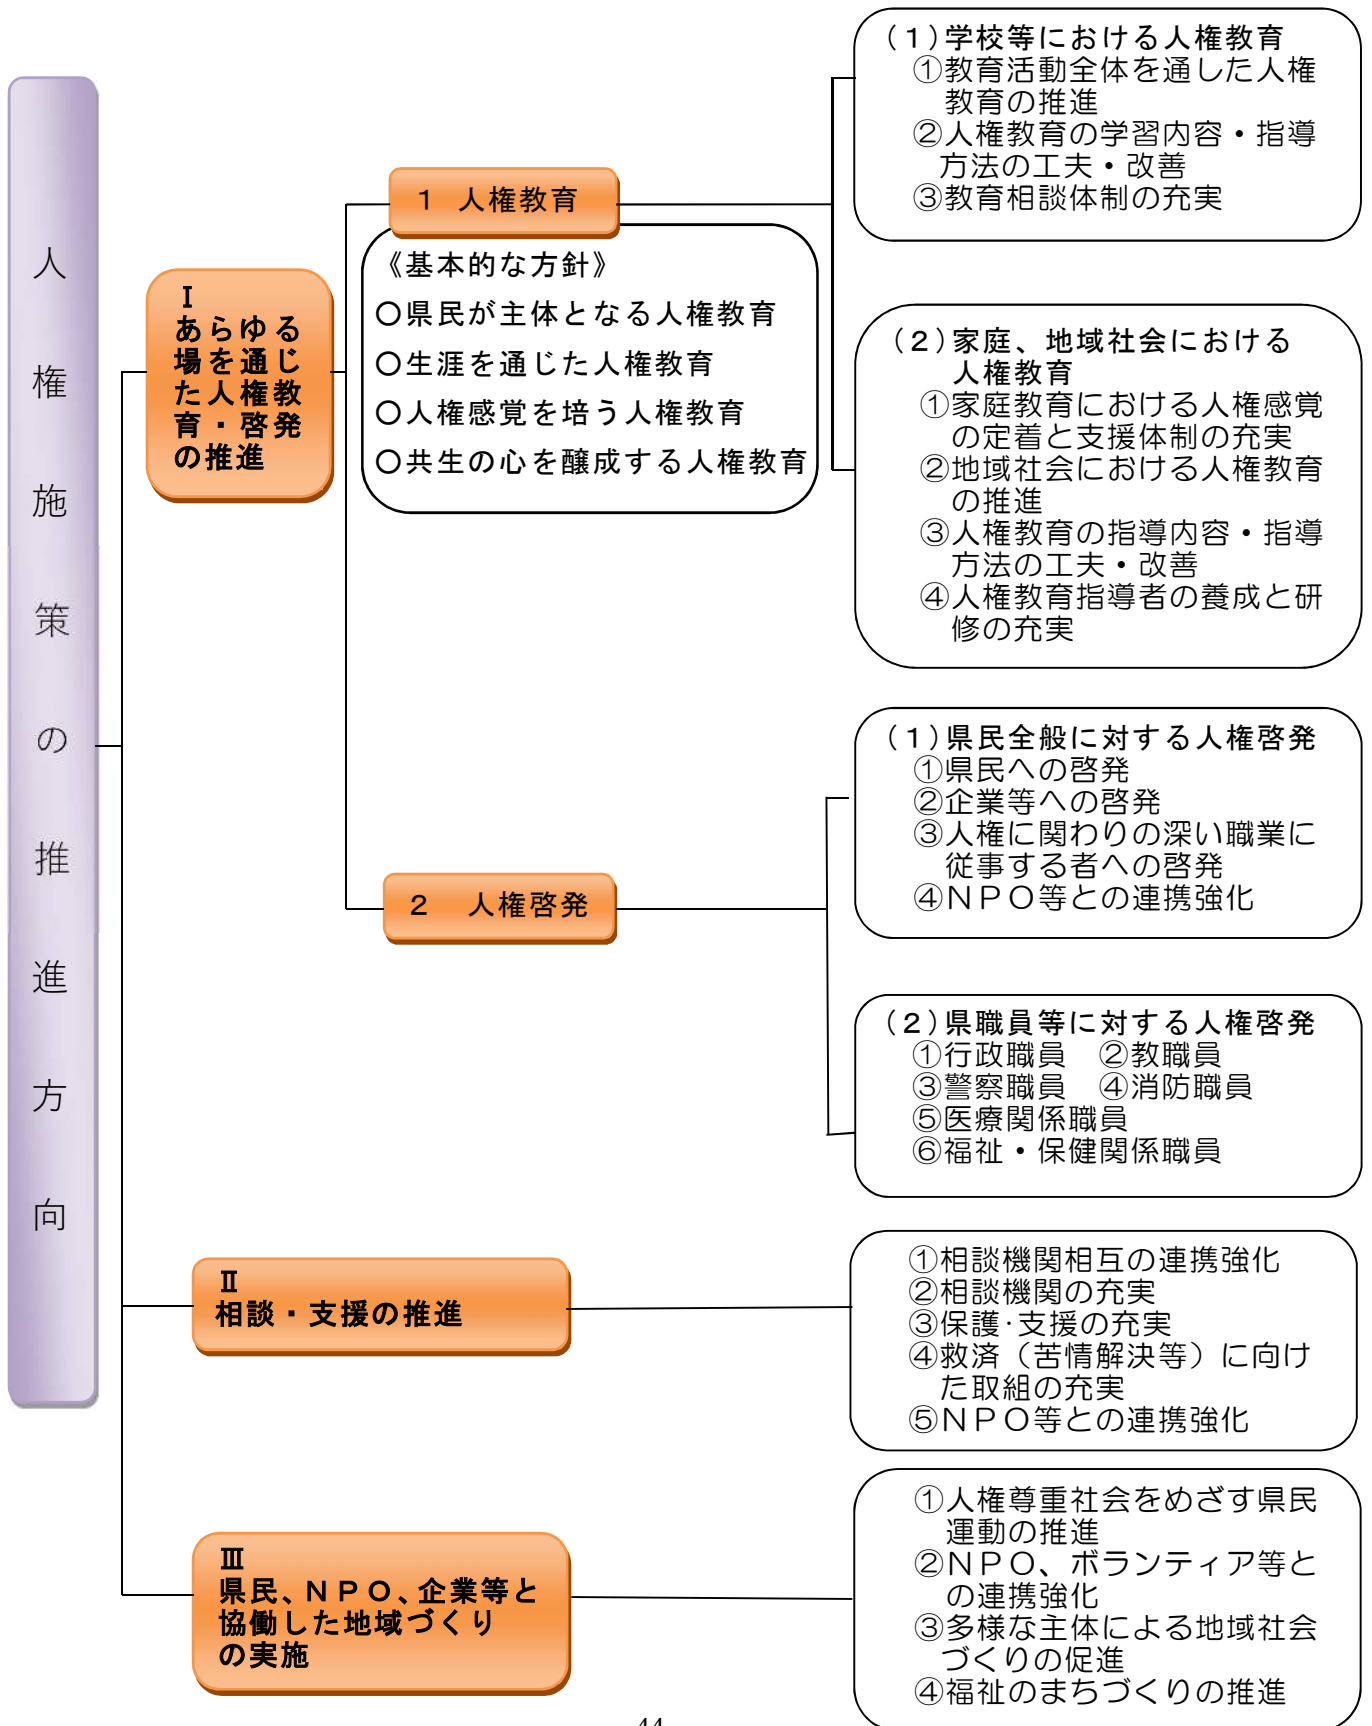 人権施策の推進方向
Ⅰ
あらゆる
場を通じ
た人権教
育・啓発
の推進
1 人権教育
《基本的な方針》
○県民が主体となる人権教育
○生涯を通じた人権教育
○人権感覚を培う人権教育
○共生の心を醸成する人権教育
(1)学校等における人権教育
①教育活動全体を通した人権
教育の推進
②人権教育の学習内容・指導
方法の工夫・改善
③教育相談体制の充実
(2)家庭、地域社会における
人権教育
①家庭教育における人権感覚
の定着と支援体制の充実
②地域社会における人権教育
の推進
③人権教育の指導内容・指導
方法の工夫・改善
④人権教育指導者の養成と研
修の充実
2 人権啓発
(1)県民全般に対する人権啓発
①県民への啓発
②企業等への啓発
③人権に関わりの深い職業に
従事する者への啓発
④NPO等との連携強化
(2)県職員等に対する人権啓発
①行政職員 ②教職員
③警察職員 ④消防職員
⑤医療関係職員
⑥福祉・保健関係職員
Ⅱ
相談・支援の推進
①相談機関相互の連携強化
②相談機関の充実
③保護・支援の充実
④救済（苦情解決等）に向け
た取組の充実
⑤NPO等との連携強化
Ⅲ
県民、NPO、企業等と
協働した地域づくり
の実施
①人権尊重社会をめざす県民
運動の推進
②NPO、ボランティア等と
の連携強化
③多様な主体による地域社会
づくりの促進
④福祉のまちづくりの推進
44